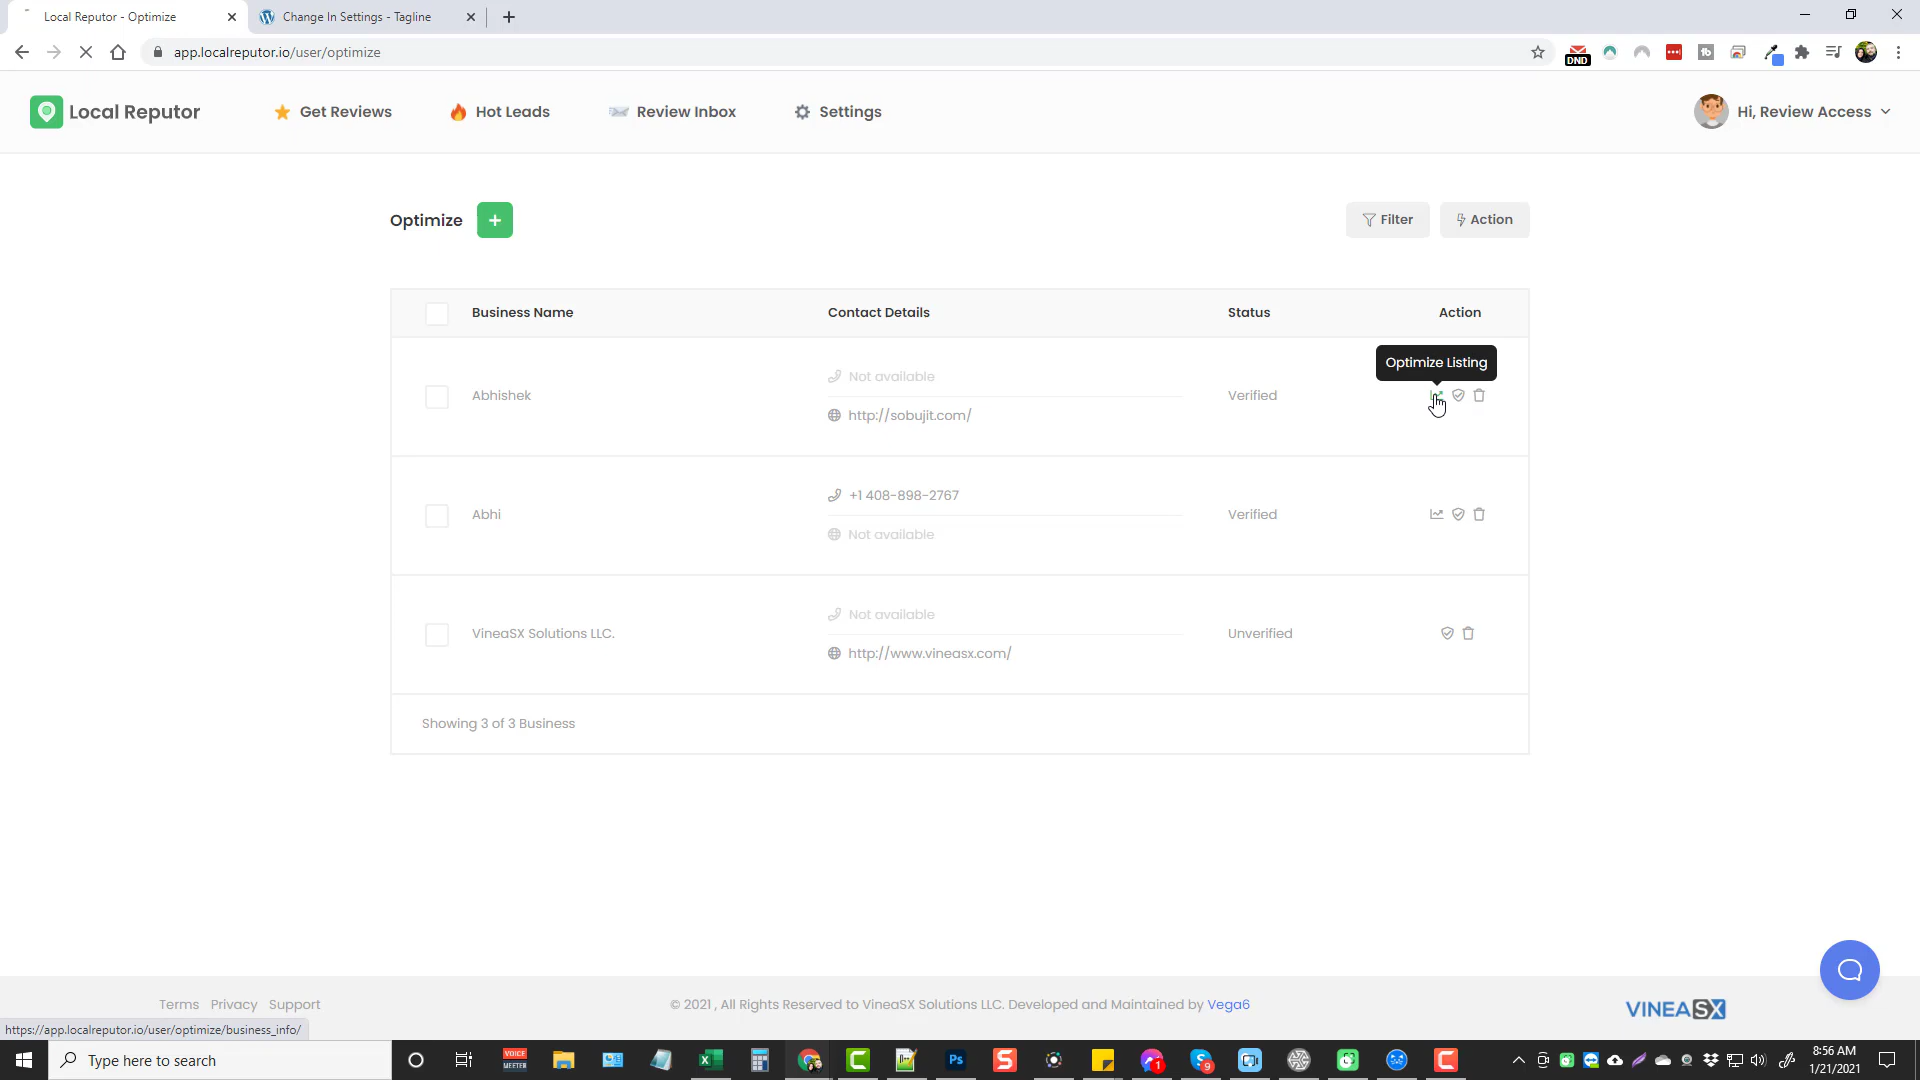 Local Reputor - Optimize
Change In Settings - Tagline
app.localreputor.io/user/optimize
DND
Local Reputor
Get Reviews
Hot Leads
Review Inbox
Settings
Hi, Review Access
Optimize
+
Filter
Action
Business Name
Contact Details
Status
Action
Optimize Listing
Abhishek
Not available
http://sobujit.com/
Verified
Abhi
+1 408-898-2767
Not available
Verified
VineaSX Solutions LLC.
Not available
http://www.vineasx.com/
Unverified
Showing 3 of 3 Business
Terms
Privacy
Support
© 2021 , All Rights Reserved to VineaSX Solutions LLC. Developed and Maintained by Vega6
VINEASX
https://app.localreputor.io/user/optimize/business_info/
Type here to search
VOICE
MEETER
Ps
1
9
8:56 AM
1/21/2021